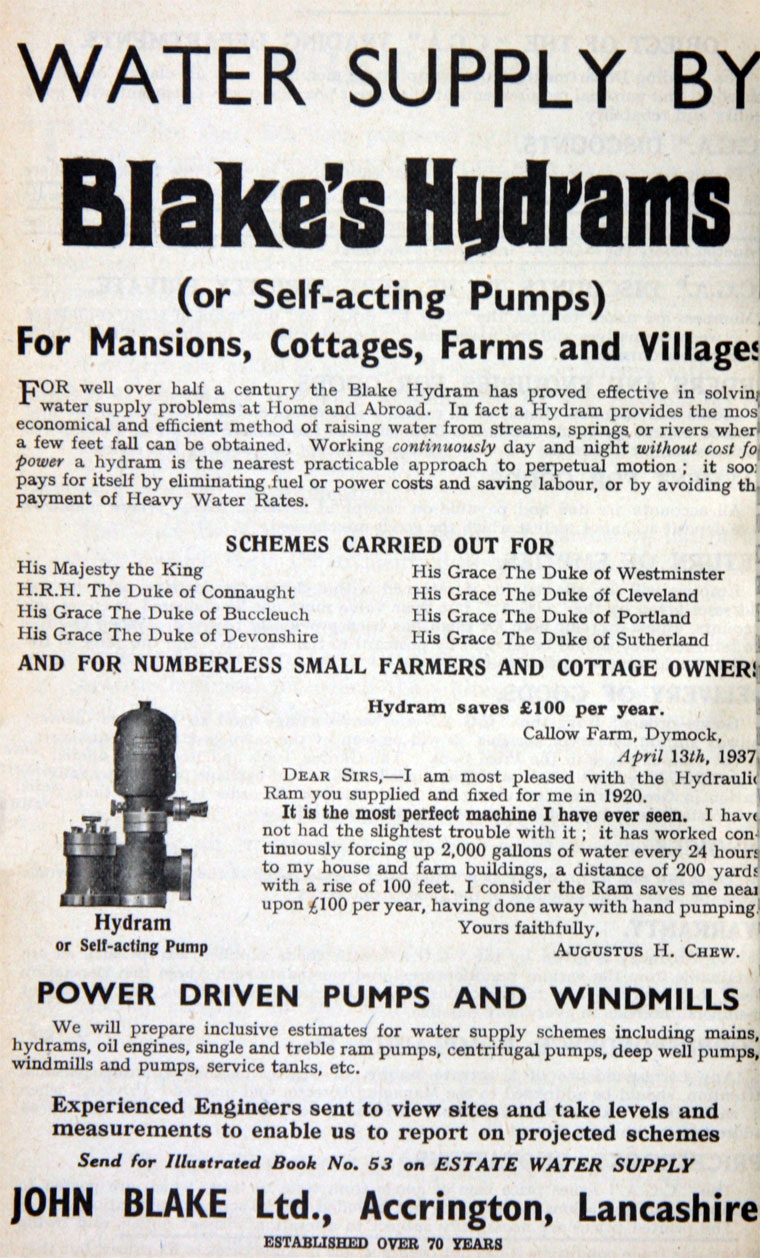 WATER SUPPLY BY
Blake's Hydrams
(or Self-acting Pumps)
For Mansions, Cottages, Farms and Villages
FOR well over half a century the Blake Hydram has proved effective in solvin
water supply problems at Home and Abroad. In fact a Hydram provides the mos
economical and efficient method of raising water from streams, springs or rivers wher
a few feet fall can be obtained. Working continuously day and night without cost fo
power a hydram is the nearest practicable approach to perpetual motion ; it soo
pays for itself by eliminating fuel or power costs and saving labour, or by avoiding th
payment of Heavy Water Rates.
SCHEMES CARRIED OUT FOR
His Majesty the King
H.R.H. The Duke of Connaught
His Grace The Duke of Buccleuch
His Grace The Duke of Devonshire
His Grace The Duke of Westminster
His Grace The Duke of Cleveland
His Grace The Duke of Portland
His Grace The Duke of Sutherland
AND FOR NUMBERLESS SMALL FARMERS AND COTTAGE OWNERS
Hydram saves £100 per year.
Callow Farm, Dymock,
April 13th, 1937
DEAR SIRS,—I am most pleased with the Hydraulic
Ram you supplied and fixed for me in 1920.
It is the most perfect machine I have ever seen. I have
not had the slightest trouble with it ; it has worked con-
tinuously forcing up 2,000 gallons of water every 24 hours
to my house and farm buildings, a distance of 200 yards
with a rise of 100 feet. I consider the Ram saves me near
upon £100 per year, having done away with hand pumping.
Yours faithfully,
AUGUSTUS H. CHEW.
Hydram
or Self-acting Pump
POWER DRIVEN PUMPS AND WINDMILLS
We will prepare inclusive estimates for water supply schemes including mains,
hydrams, oil engines, single and treble ram pumps, centrifugal pumps, deep well pumps,
windmills and pumps, service tanks, etc.
Experienced Engineers sent to view sites and take levels and
measurements to enable us to report on projected schemes
Send for Illustrated Book No. 53 on ESTATE WATER SUPPLY
JOHN BLAKE Ltd., Accrington, Lancashire
ESTABLISHED OVER 70 YEARS